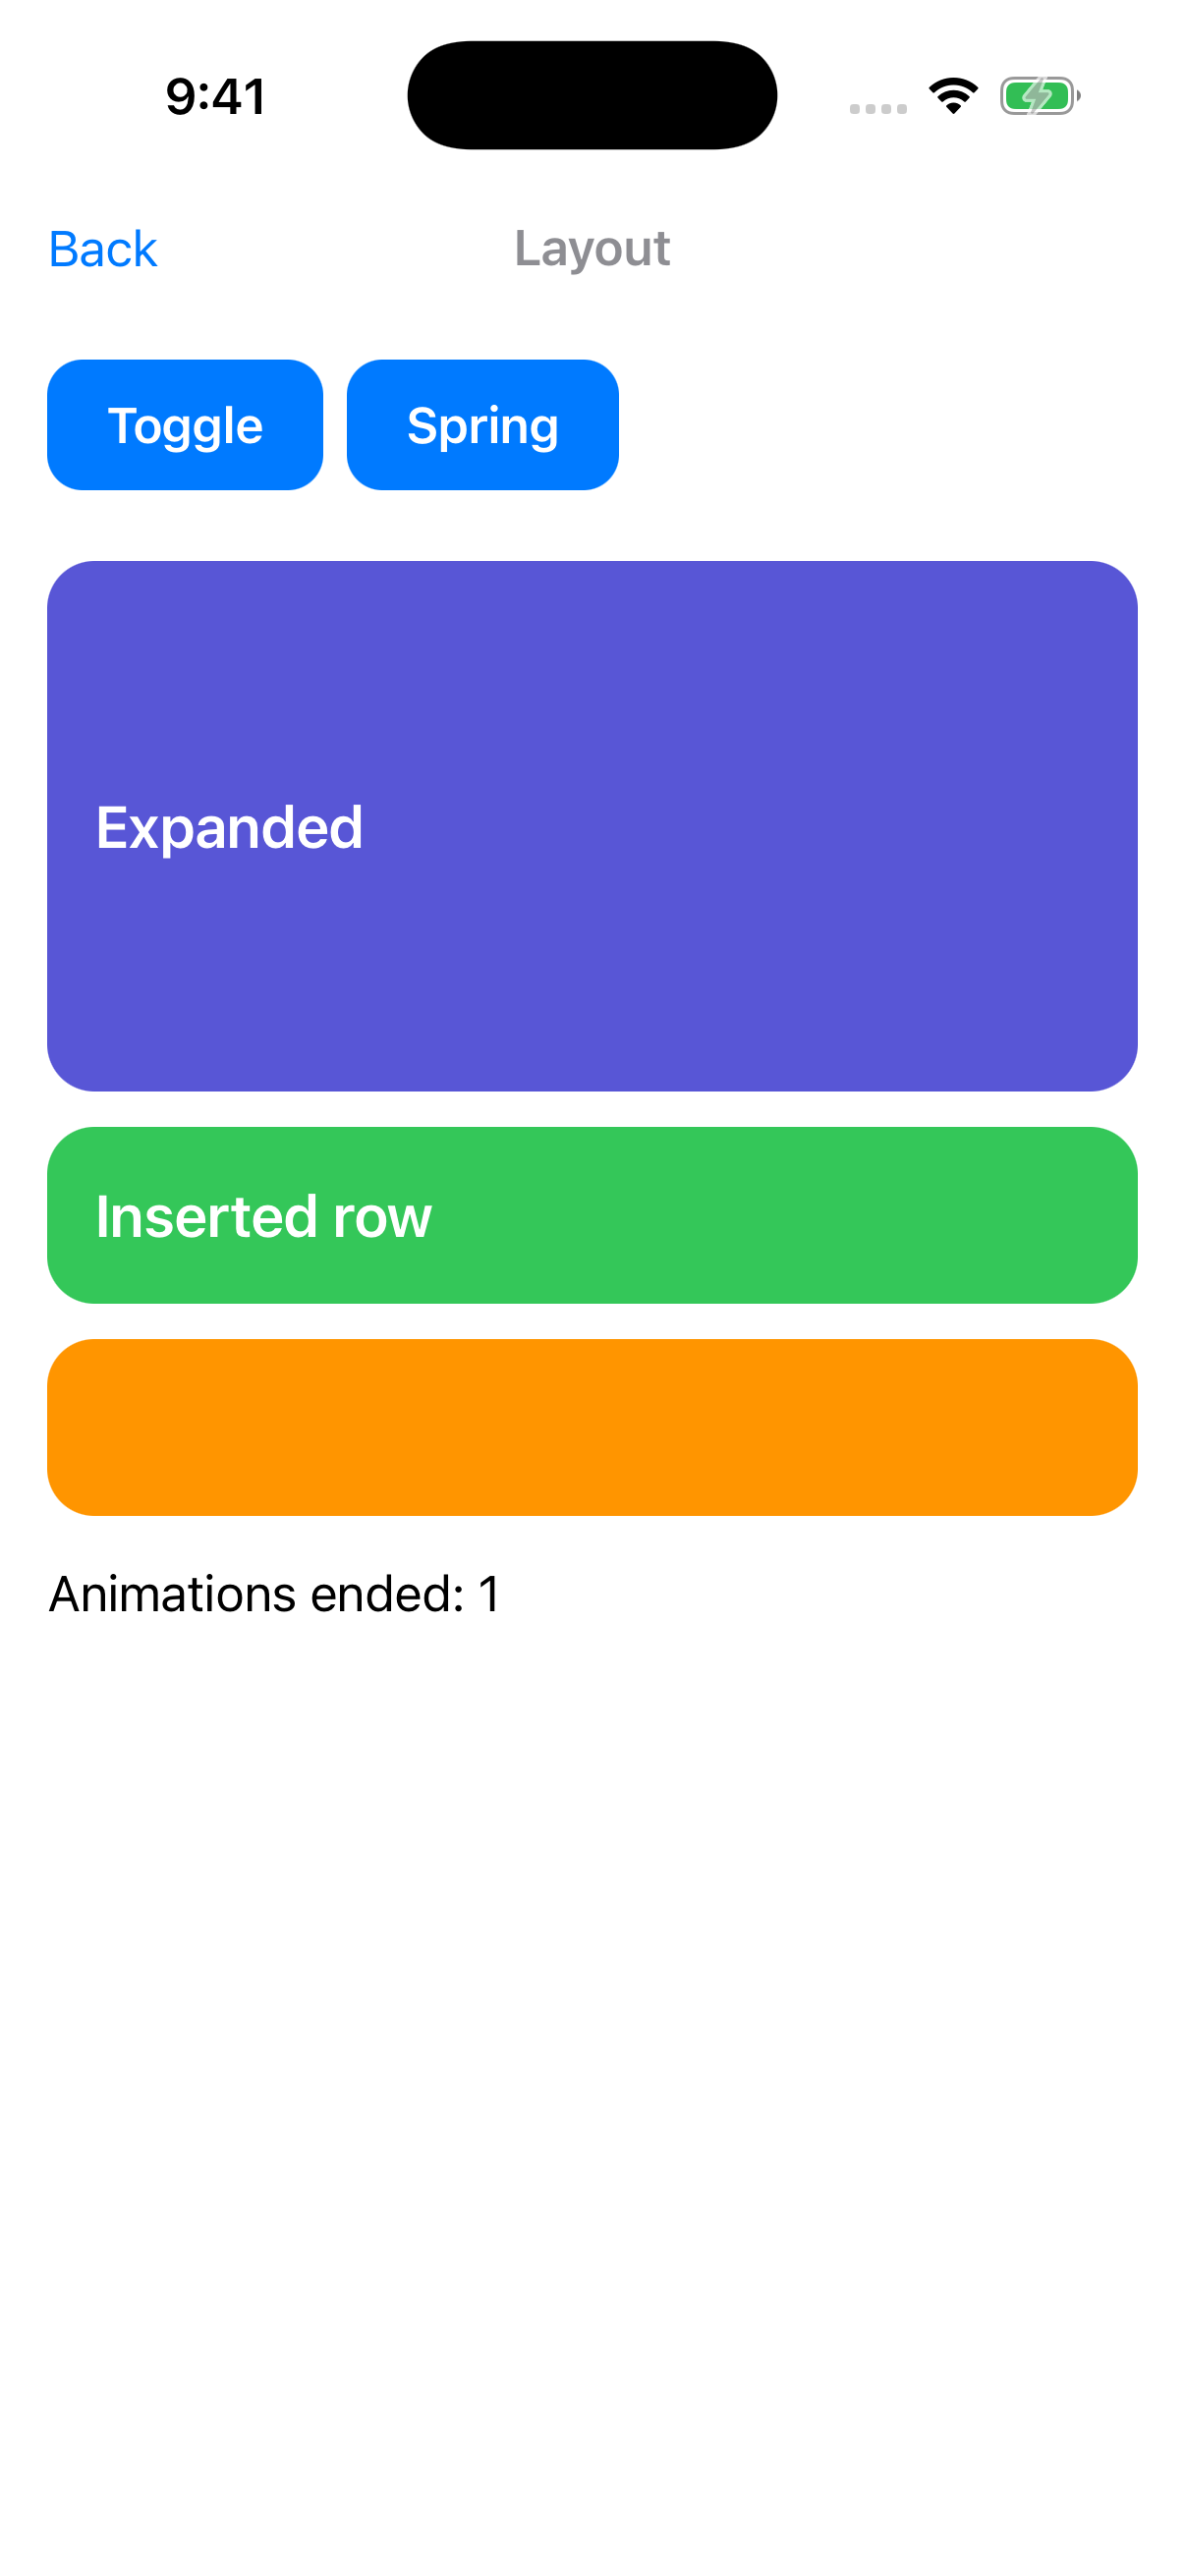 9:41
Back
Layout
Toggle
Spring
Expanded
Inserted row
Animations ended: 1